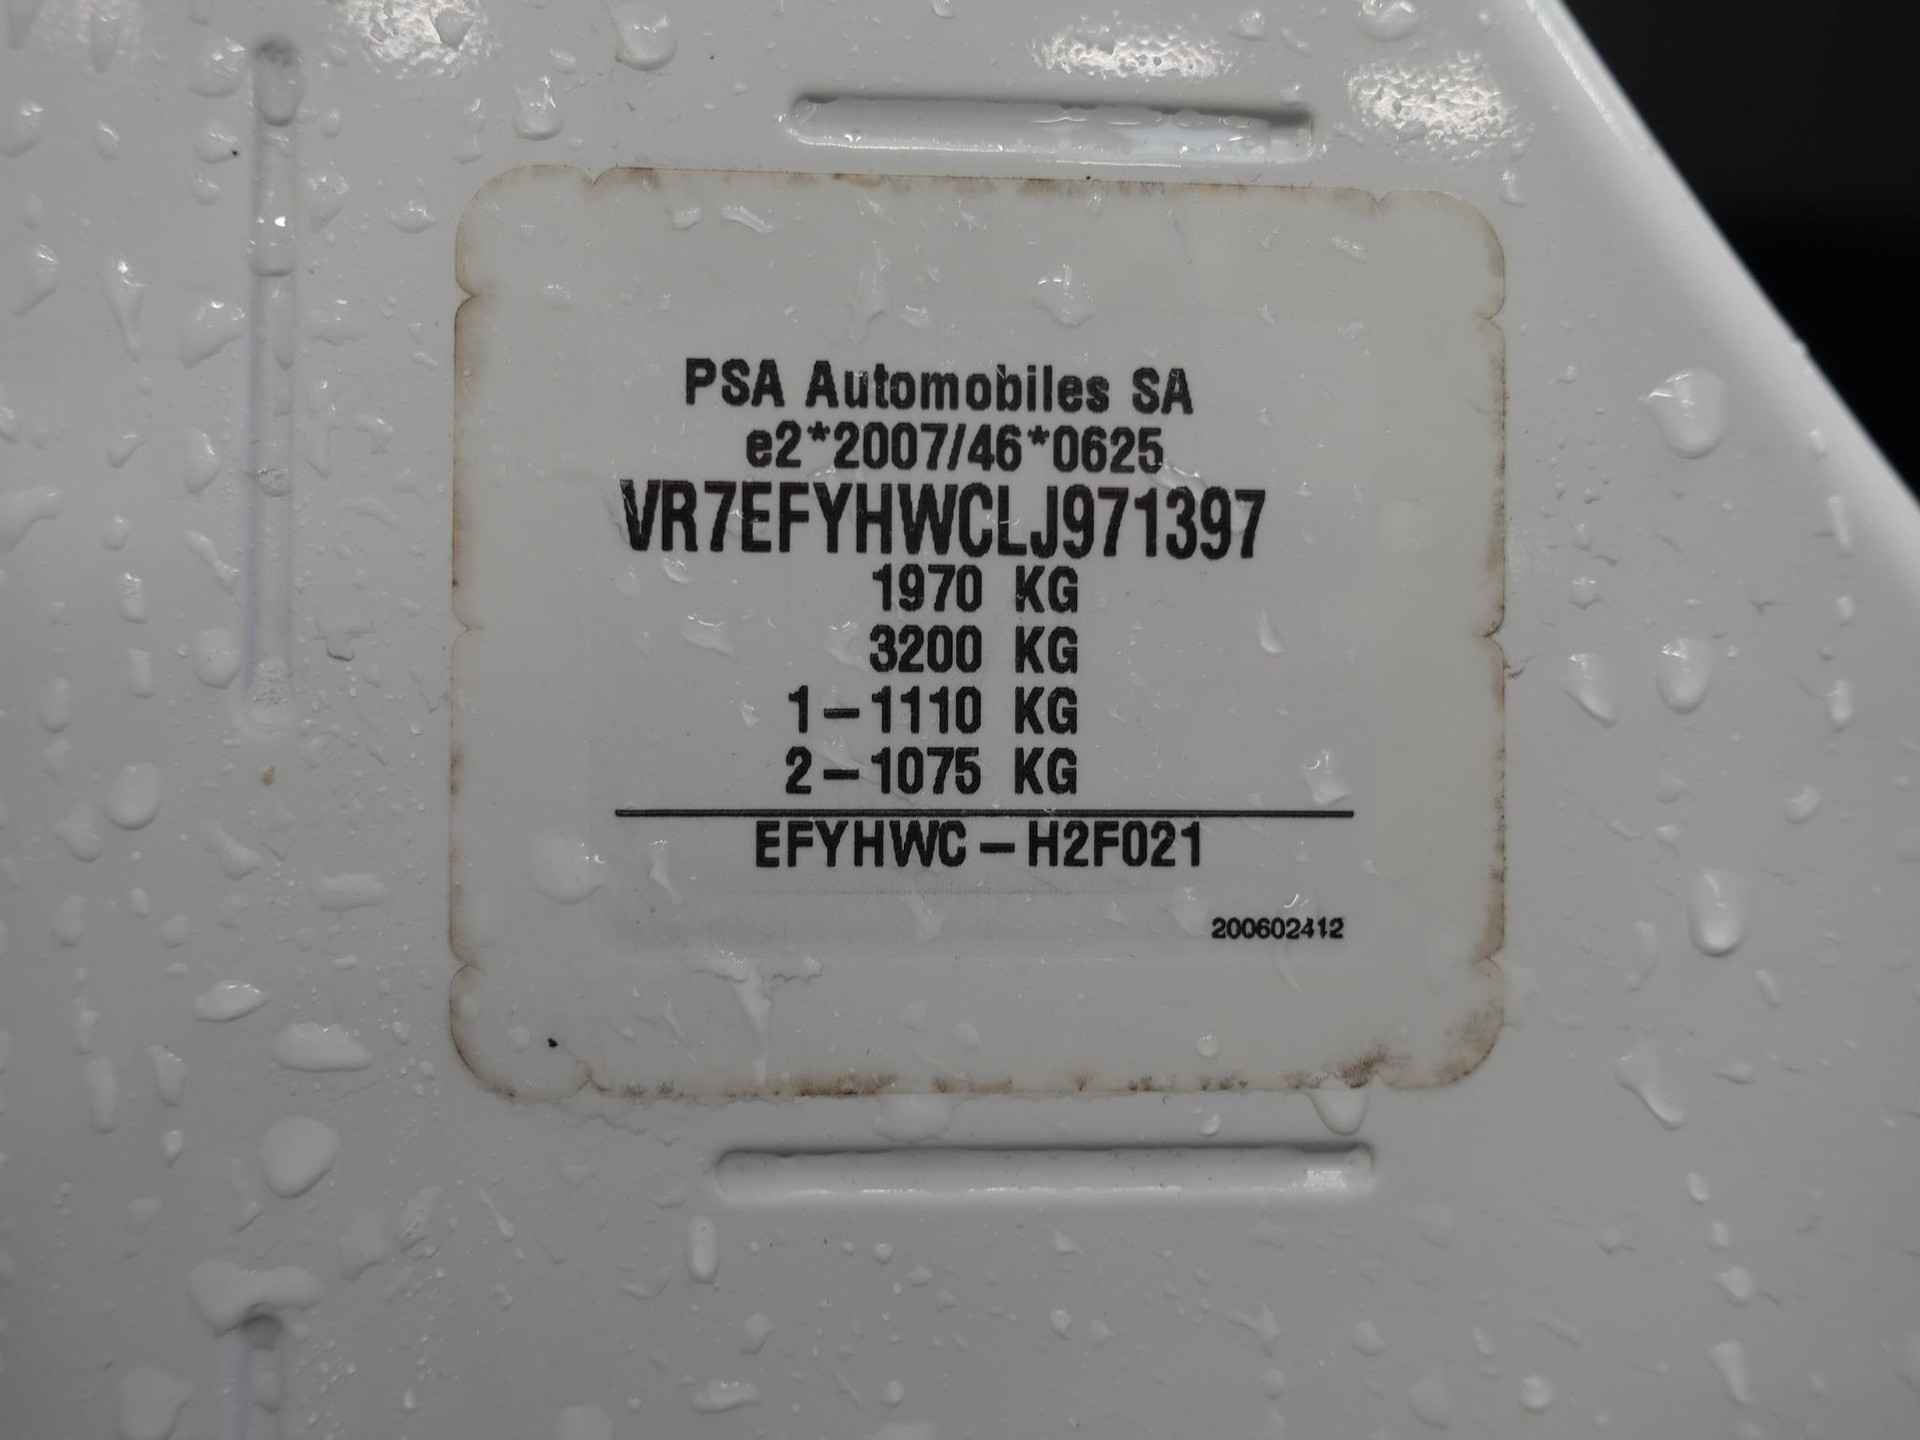 PSA Automobiles SA
e2*2007/46*0625
VR7EFYHWCLJ971397
1970 KG
3200 KG
1-1110 KG
2-1075 KG
EFYHWC-H2F021
200602412